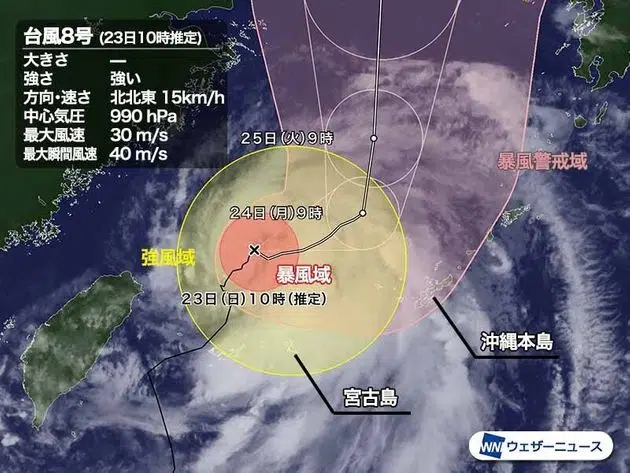 台風8号 (23日10時推定)
大きさ ―
強さ 強い
方向・速さ 北北東 15km/h
中心気圧 990 hPa
最大風速 30 m/s
最大瞬間風速 40 m/s
25日(火)9時
暴風警戒域
24日(月)9時
強風域
暴風域
23日(日)10時(推定)
沖縄本島
宮古島
WN ウェザーニュース